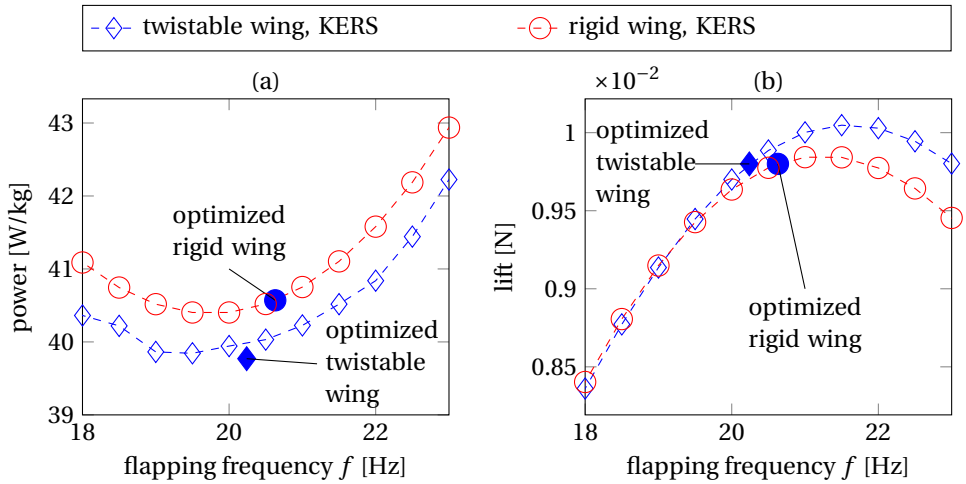 twistable wing, KERS
rigid wing, KERS
(a)
43
42
41
40
39
18
20
22
power [W/kg]
flapping frequency f [Hz]
optimized
rigid wing
optimized
twistable
wing
×10−2
(b)
1
0.95
0.9
0.85
18
20
22
lift [N]
flapping frequency f [Hz]
optimized
twistable
wing
optimized
rigid wing